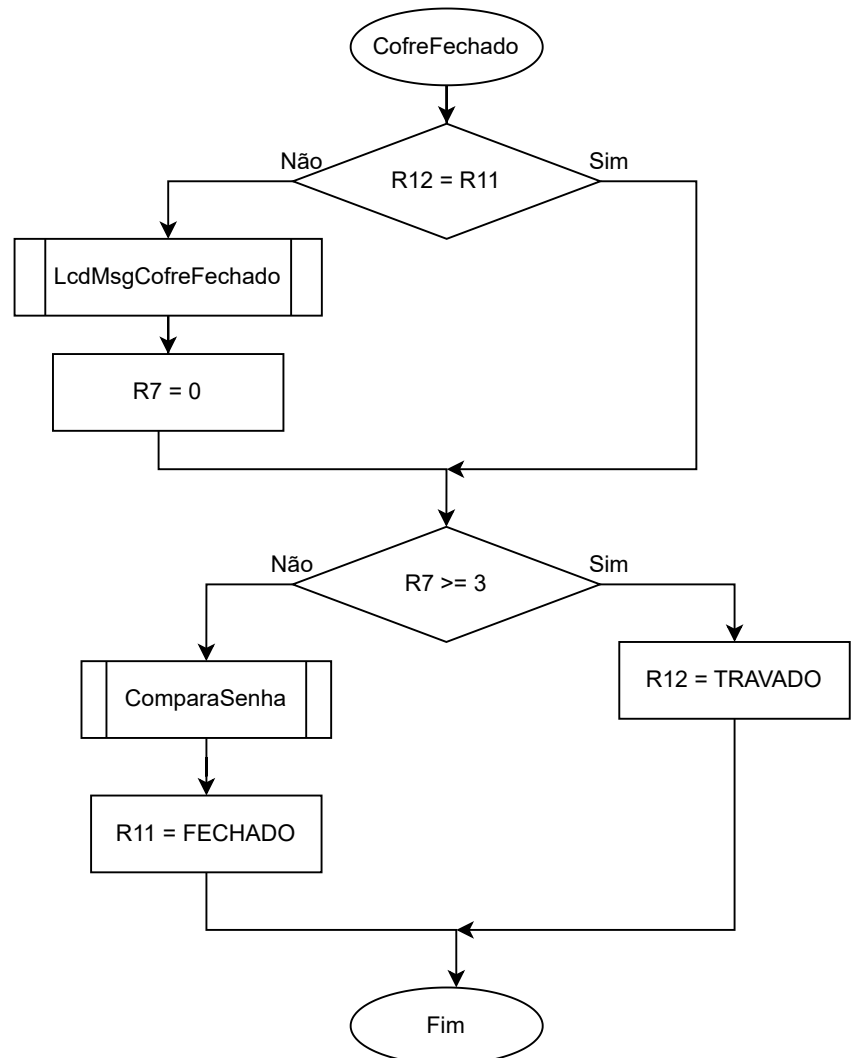 CofreFechado
R12 = R11
Não
Sim
LcdMsgCofreFechado
R7 = 0
R7 >= 3
Não
Sim
ComparaSenha
R12 = TRAVADO
R11 = FECHADO
Fim